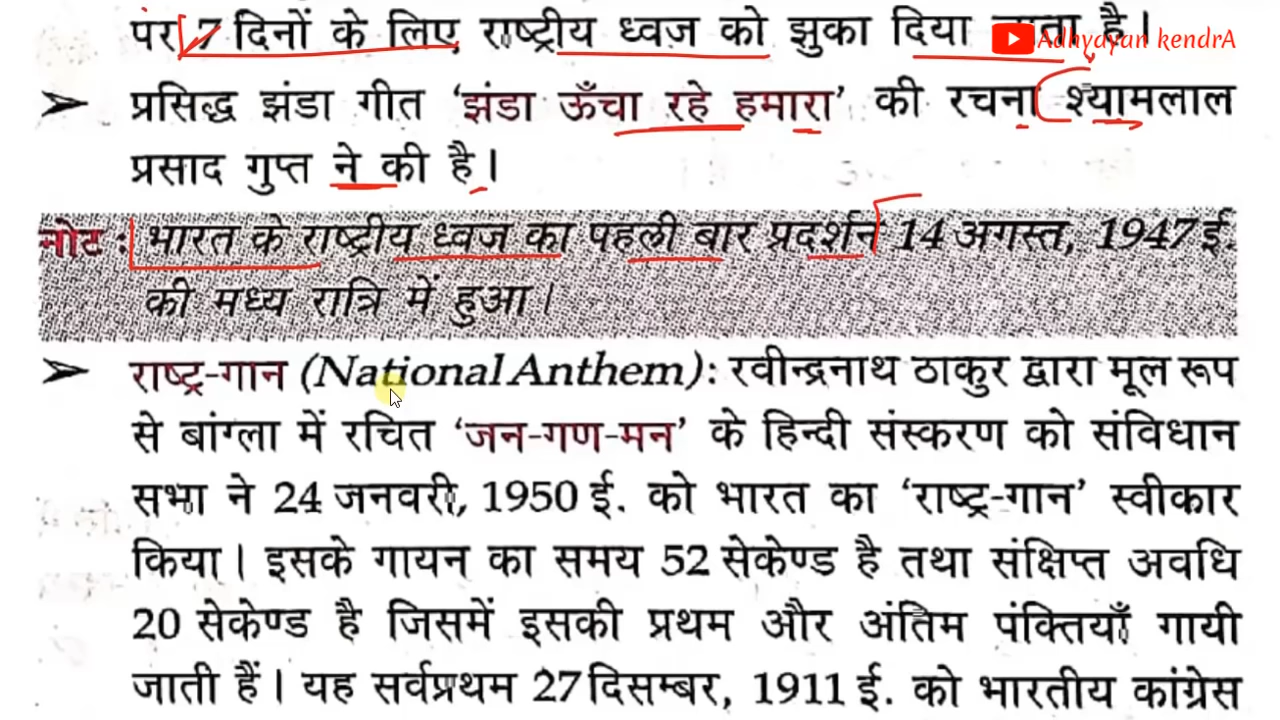 पर 7 दिनों के लिए राष्ट्रीय ध्वज को झुका दिया जाता है।
Adhyayan kendrA
➤ प्रसिद्ध झंडा गीत ‘झंडा ऊँचा रहे हमारा’ की रचना श्यामलाल
प्रसाद गुप्त ने की है।
नोट : भारत के राष्ट्रीय ध्वज का पहली बार प्रदर्शन 14 अगस्त, 1947 ई.
की मध्य रात्रि में हुआ।
➤ राष्ट्र-गान (National Anthem): रवीन्द्रनाथ ठाकुर द्वारा मूल रूप
से बांग्ला में रचित ‘जन-गण-मन’ के हिन्दी संस्करण को संविधान
सभा ने 24 जनवरी, 1950 ई. को भारत का ‘राष्ट्र-गान’ स्वीकार
किया। इसके गायन का समय 52 सेकेण्ड है तथा संक्षिप्त अवधि
20 सेकेण्ड है जिसमें इसकी प्रथम और अंतिम पंक्तियाँ गायी
जाती हैं। यह सर्वप्रथम 27 दिसम्बर, 1911 ई. को भारतीय कांग्रेस